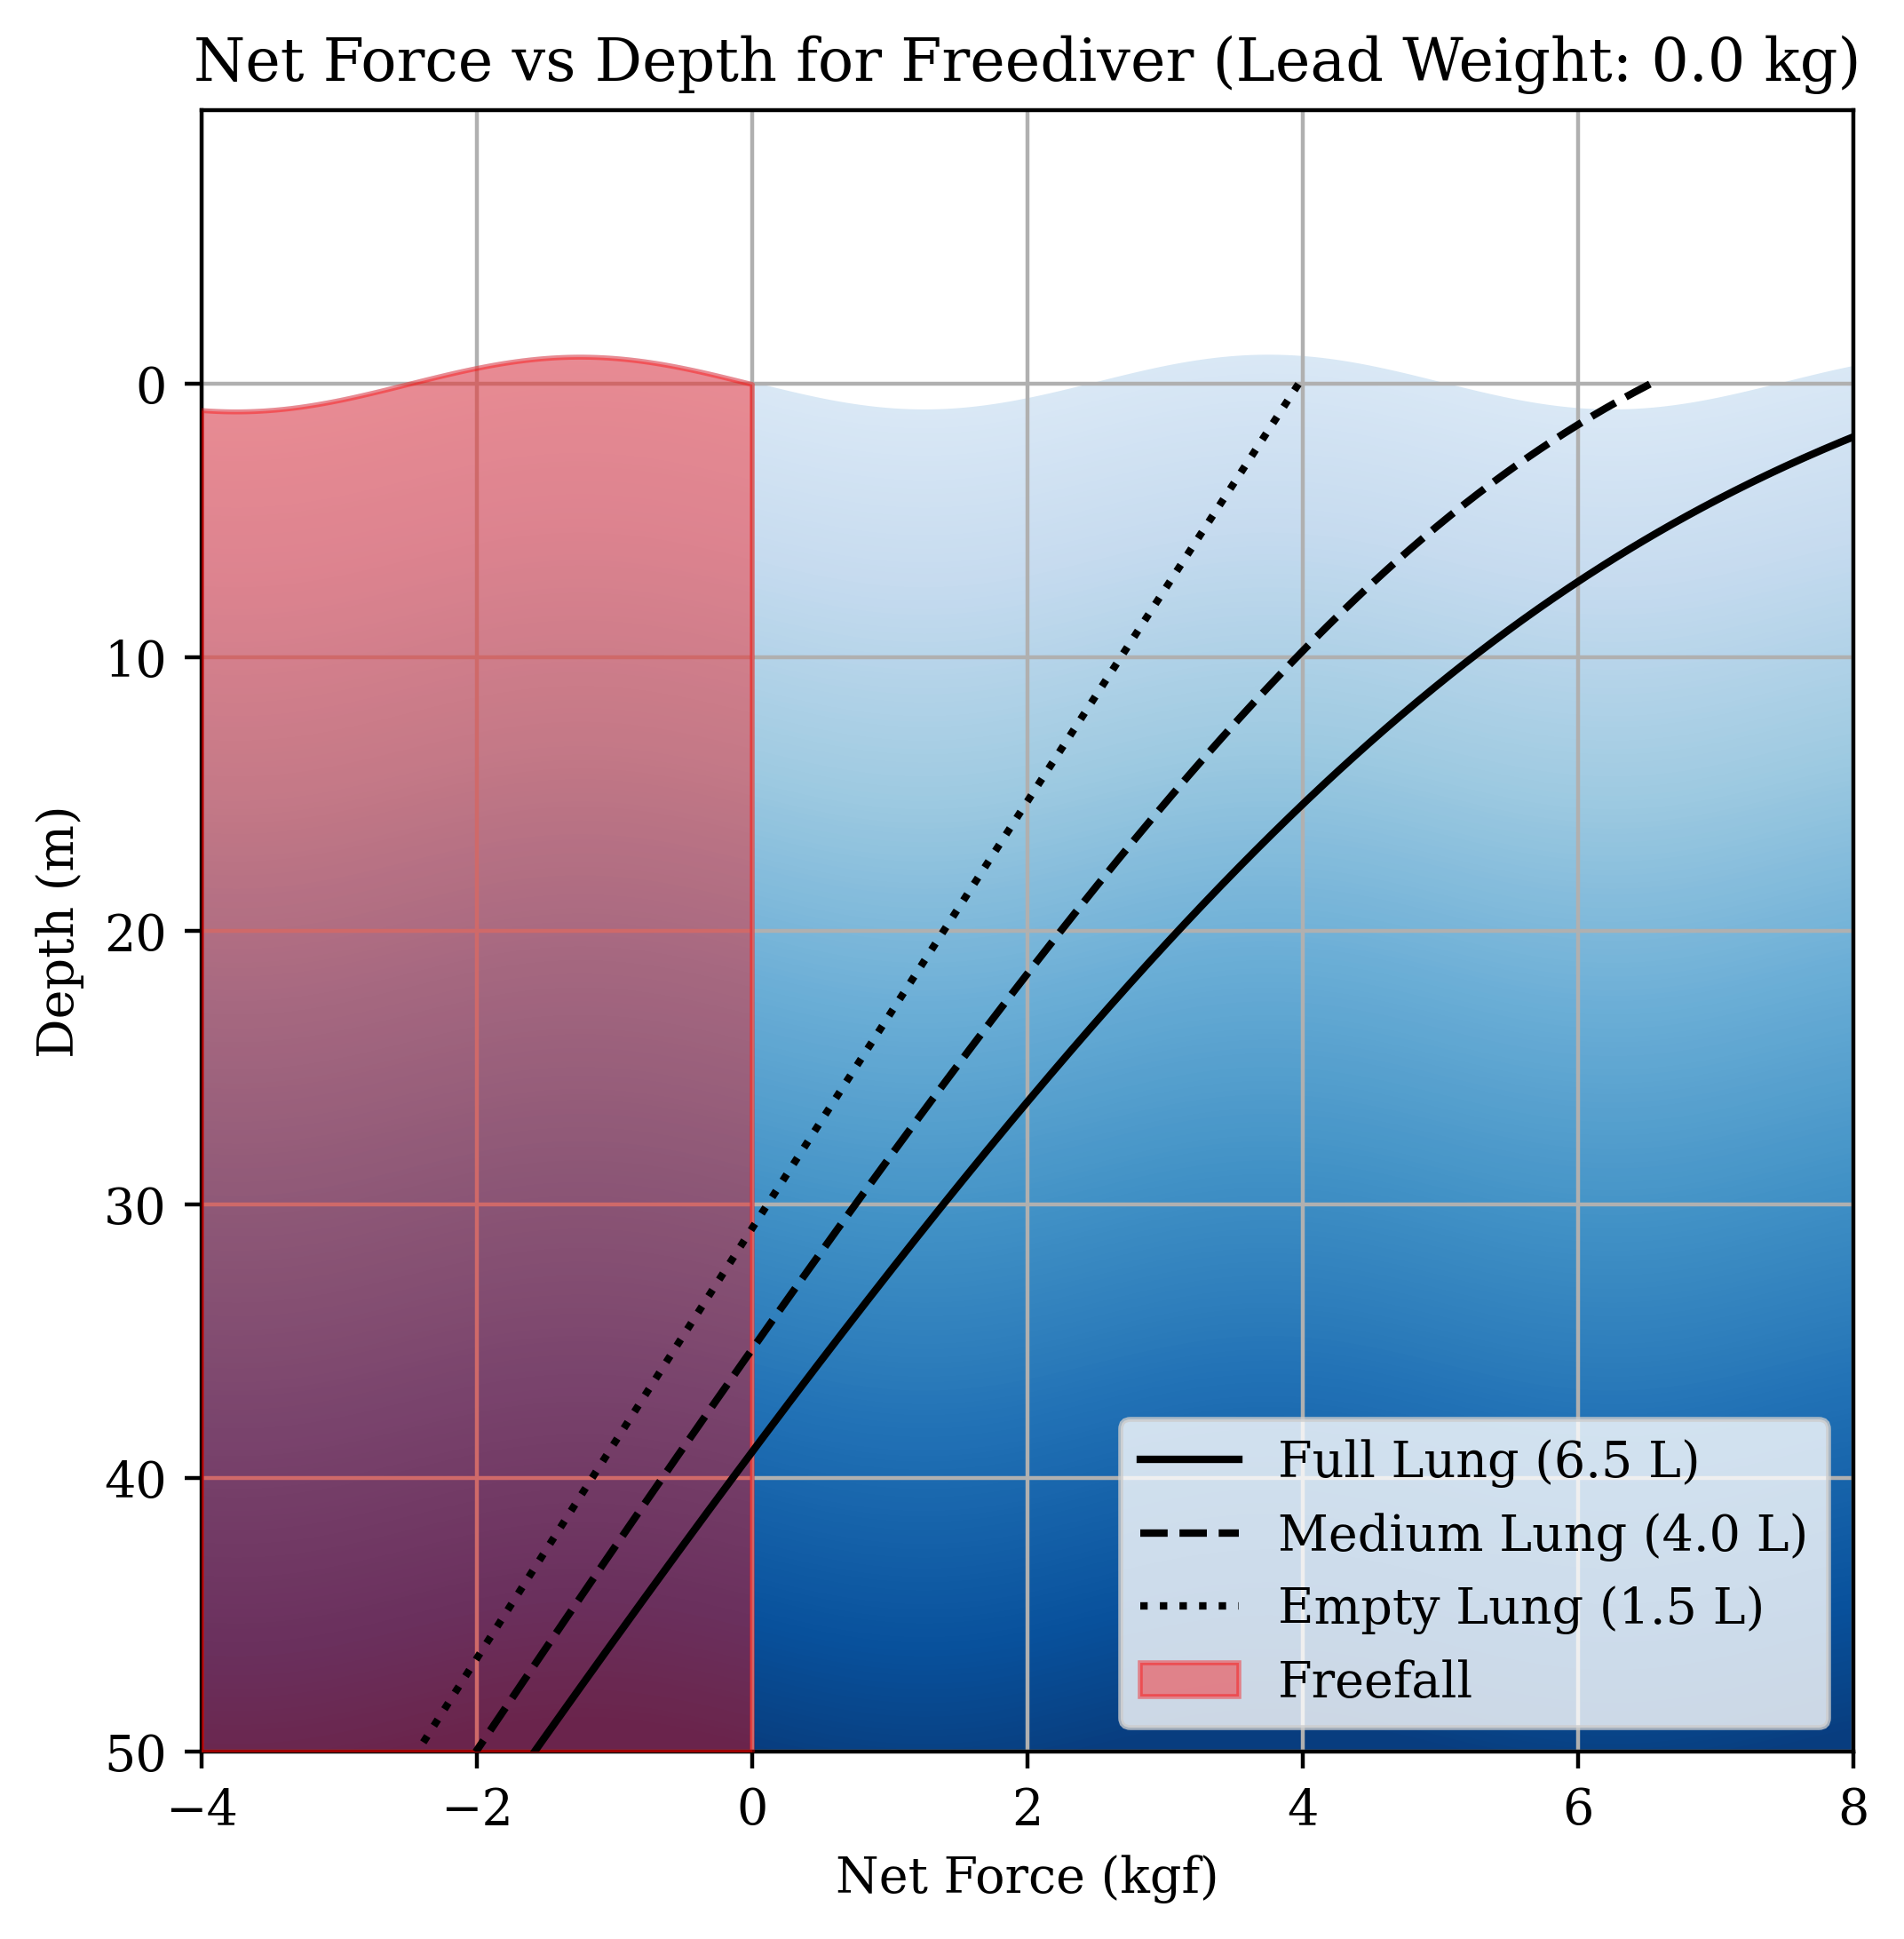 Net Force vs Depth for Freediver (Lead Weight: 0.0 kg)
Depth (m)
0
10
20
30
40
50
Full Lung (6.5 L)
Medium Lung (4.0 L)
Empty Lung (1.5 L)
Freefall
−4 −2 0 2 4 6 8
Net Force (kgf)